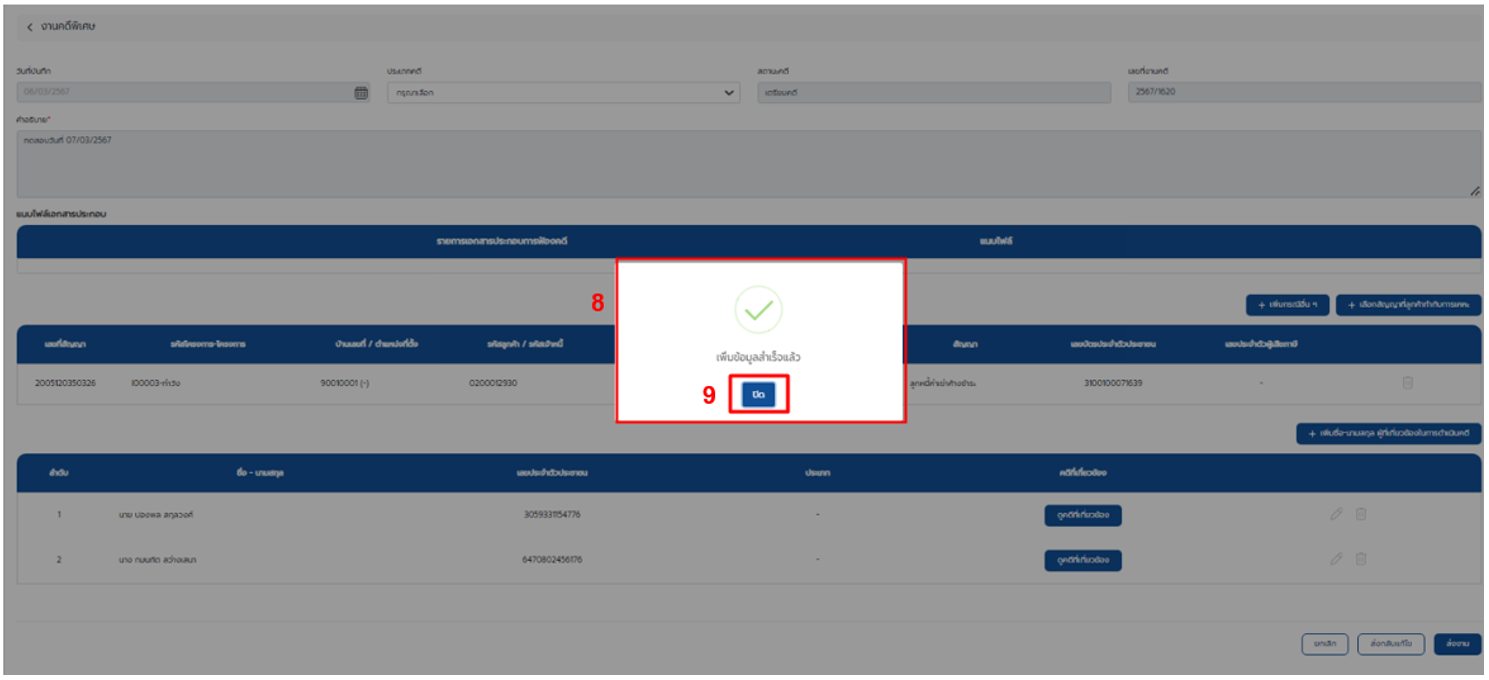 งานคดีพิเศษ
วันที่บันทึก ประเภทคดี สถานะคดี เลขที่งานคดี
06/03/2567 กรุณาเลือก เตรียมคดี 2567/1620
คำอธิบาย*
ทดสอบวันที่ 07/03/2567
แนบไฟล์เอกสารประกอบ
รายการเอกสารประกอบการฟ้องคดี แนบไฟล์
8
+ เพิ่มกรณีอื่น ๆ + เลือกสัญญาที่ลูกค้าทำกับการเคหะ
เลขที่สัญญา รหัสโครงการ-โครงการ บ้านเลขที่ / ตำแหน่งที่ตั้ง รหัสลูกค้า / รหัสเจ้าหนี้ สัญญา เลขบัตรประจำตัวประชาชน เลขประจำตัวผู้เสียภาษี
เพิ่มข้อมูลสำเร็จแล้ว
2005120350326 100003-ท่าวัง 90010001 (-) 0200012930 ลูกหนี้ค่าเช่าค้างชำระ 3100100071639 -
9 ปิด
+ เพิ่มชื่อ-นามสกุล ผู้ที่เกี่ยวข้องในการดำเนินคดี
ลำดับ ชื่อ - นามสกุล เลขประจำตัวประชาชน ประเภท คดีที่เกี่ยวข้อง
1 นาย ปองพล สกุลวงศ์ 3059331154776 - ดูคดีที่เกี่ยวข้อง
2 นาง 6470802456176 - ดูคดีที่เกี่ยวข้อง
ยกเลิก ส่งกลับแก้ไข ส่งงาน